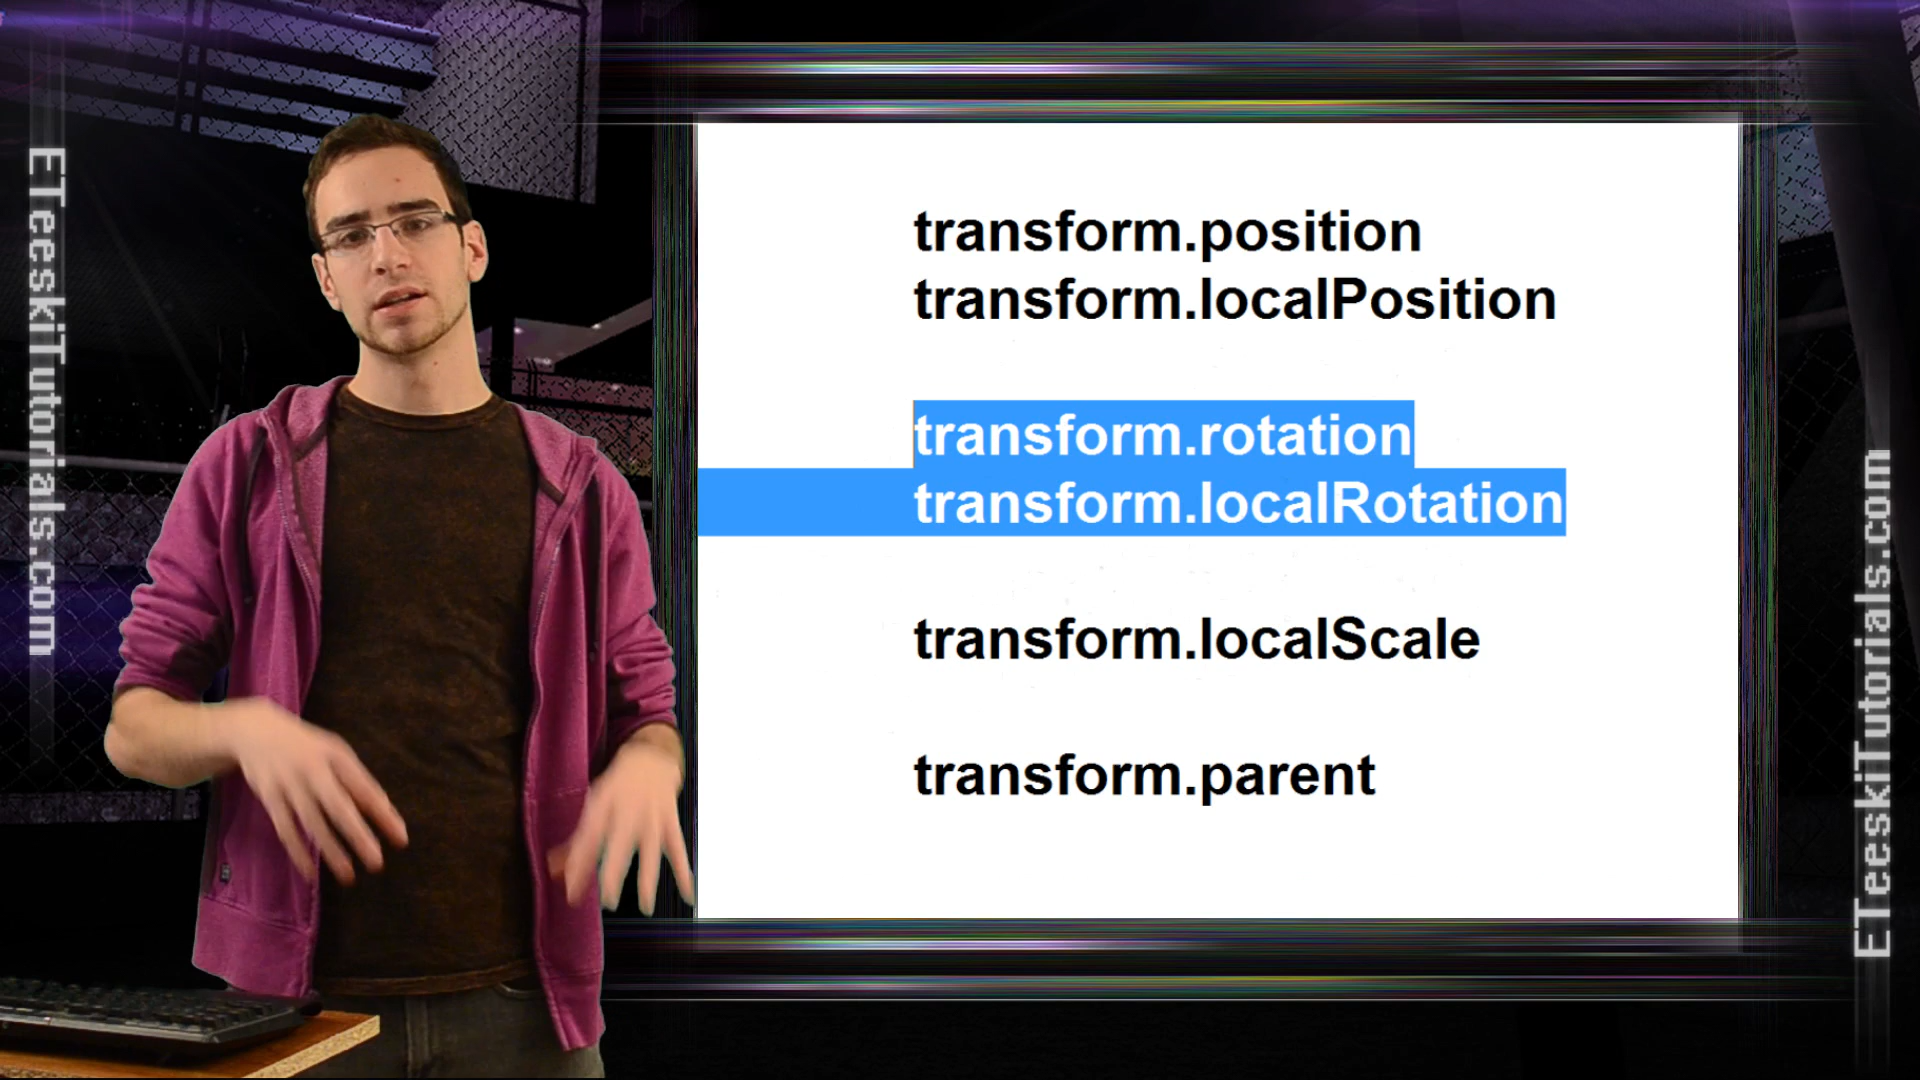 ETeeskiTutorials.com
transform.position
transform.localPosition
transform.rotation
transform.localRotation
transform.localScale
transform.parent
ETeeskiTutorials.com